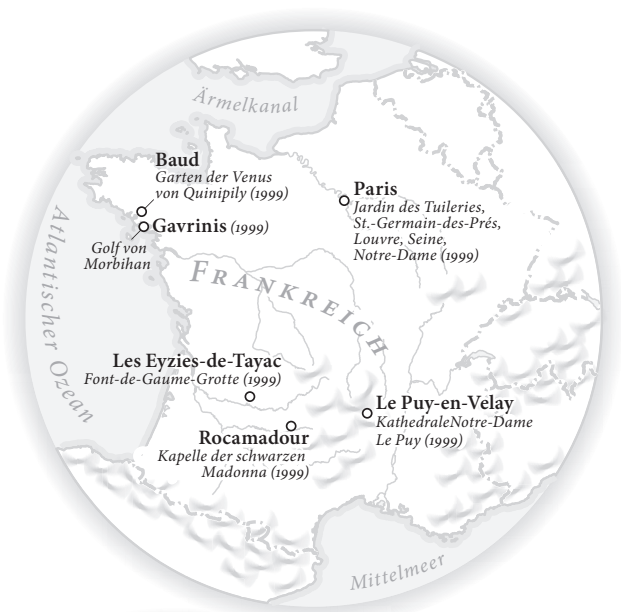 Ärmelkanal
Baud
Garten der Venus
von Quinipily (1999)
Gavrinis (1999)
Golf von
Morbihan
Paris
Jardin des Tuileries,
St.-Germain-des-Prés,
Louvre, Seine,
Notre-Dame (1999)
Atlantischer Ozean
FRANKREICH
Les Eyzies-de-Tayac
Font-de-Gaume-Grotte (1999)
Le Puy-en-Velay
KathedraleNotre-Dame
Le Puy (1999)
Rocamadour
Kapelle der schwarzen
Madonna (1999)
Mittelmeer